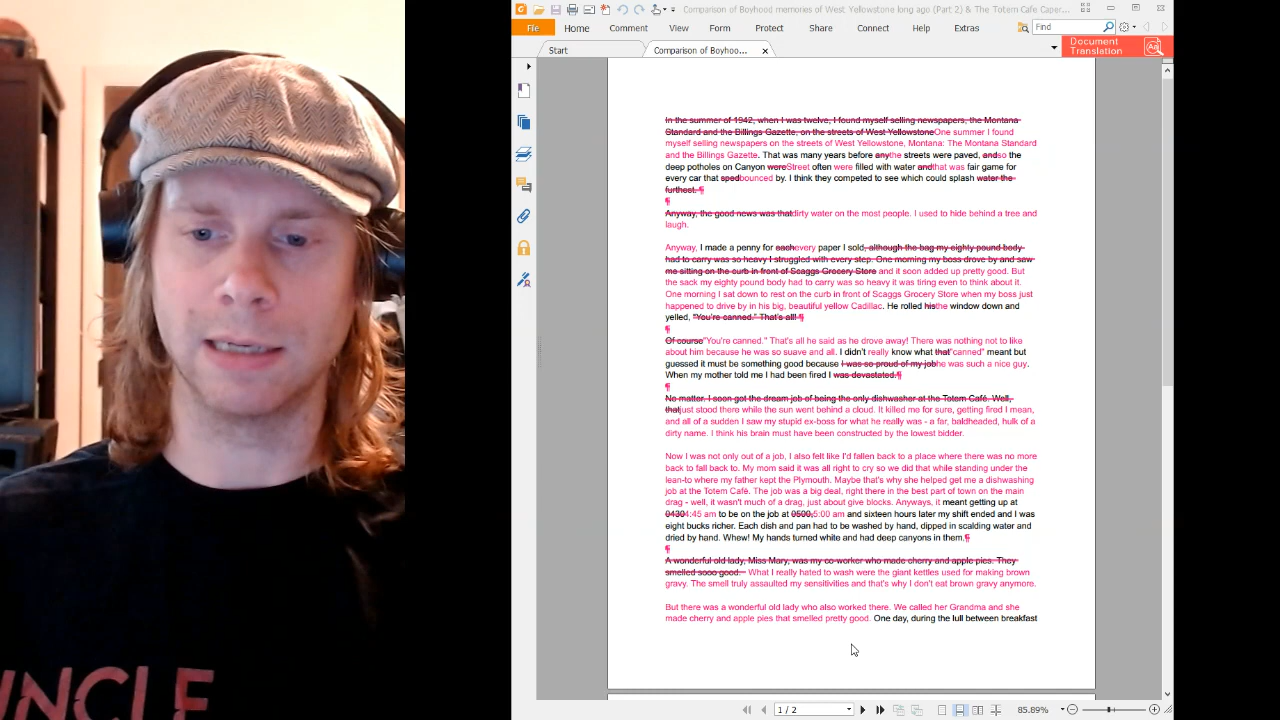 Comparison of Boyhood memories of West Yellowstone long ago (Part 2) & The Totem Cafe Caper...
File Home Comment View Form Protect Share Connect Help Extras Find
Document Translation
Start Comparison of Boyhoo...
In the summer of 1942, when I was twelve, I found myself selling newspapers, the Montana
Standard and the Billings Gazette, on the streets of West YellowstoneOne summer I found
myself selling newspapers on the streets of West Yellowstone, Montana: The Montana Standard
and the Billings Gazette. That was many years before anythe streets were paved, andso the
deep potholes on Canyon wereStreet often were filled with water andthat was fair game for
every car that spedbounced by. I think they competed to see which could splash water the
furthest. ¶
¶
Anyway, the good news was thatdirty water on the most people. I used to hide behind a tree and
laugh.
Anyway, I made a penny for eachevery paper I sold, although the bag my eighty pound body
had to carry was so heavy I struggled with every step. One morning my boss drove by and saw
me sitting on the curb in front of Scaggs Grocery Store and it soon added up pretty good. But
the sack my eighty pound body had to carry was so heavy it was tiring even to think about it.
One morning I sat down to rest on the curb in front of Scaggs Grocery Store when my boss just
happened to drive by in his big, beautiful yellow Cadillac. He rolled histhe window down and
yelled, "You're canned." That's all! ¶
¶
Of course"You're canned." That's all he said as he drove away! There was nothing not to like
about him because he was so suave and all. I didn't really know what that"canned" meant but
guessed it must be something good because I was so proud of my jobhe was such a nice guy.
When my mother told me I had been fired I was devastated.¶
¶
No matter. I soon got the dream job of being the only dishwasher at the Totem Café. Well,
thatjust stood there while the sun went behind a cloud. It killed me for sure, getting fired I mean,
and all of a sudden I saw my stupid ex-boss for what he really was - a far, baldheaded, hulk of a
dirty name. I think his brain must have been constructed by the lowest bidder.
Now I was not only out of a job, I also felt like I'd fallen back to a place where there was no more
back to fall back to. My mom said it was all right to cry so we did that while standing under the
lean-to where my father kept the Plymouth. Maybe that's why she helped get me a dishwashing
job at the Totem Café. The job was a big deal, right there in the best part of town on the main
drag - well, it wasn't much of a drag, just about give blocks. Anyways, it meant getting up at
04304:45 am to be on the job at 0500,5:00 am and sixteen hours later my shift ended and I was
eight bucks richer. Each dish and pan had to be washed by hand, dipped in scalding water and
dried by hand. Whew! My hands turned white and had deep canyons in them.¶
¶
A wonderful old lady, Miss Mary, was my co-worker who made cherry and apple pies. They
smelled sooo good. What I really hated to wash were the giant kettles used for making brown
gravy. The smell truly assaulted my sensitivities and that's why I don't eat brown gravy anymore.
But there was a wonderful old lady who also worked there. We called her Grandma and she
made cherry and apple pies that smelled pretty good. One day, during the lull between breakfast
UNCLE
1 / 2 85.89%